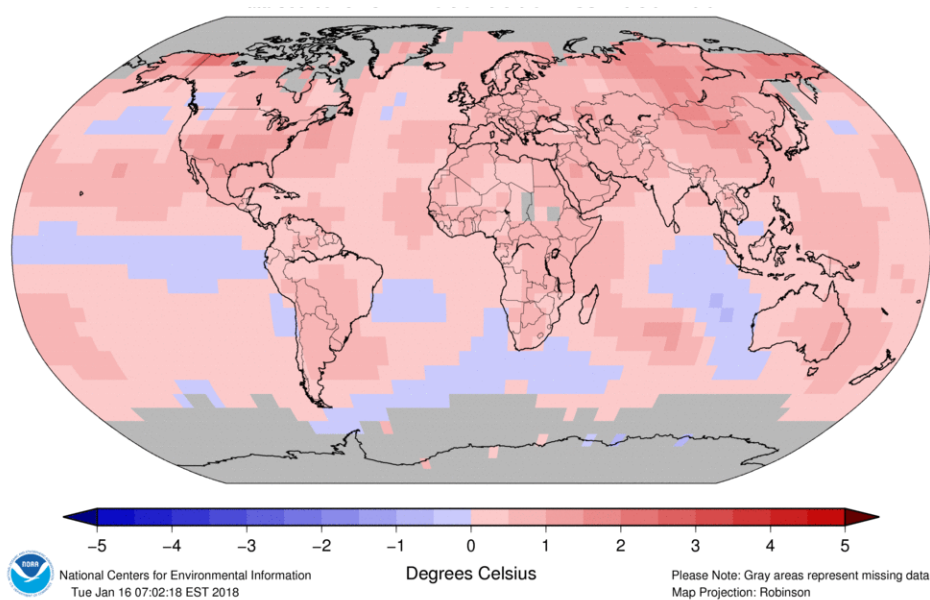 −5 −4 −3 −2 −1 0 1 2 3 4 5
Degrees Celsius
NOAA
National Centers for Environmental Information
Tue Jan 16 07:02:18 EST 2018
Please Note: Gray areas represent missing data
Map Projection: Robinson